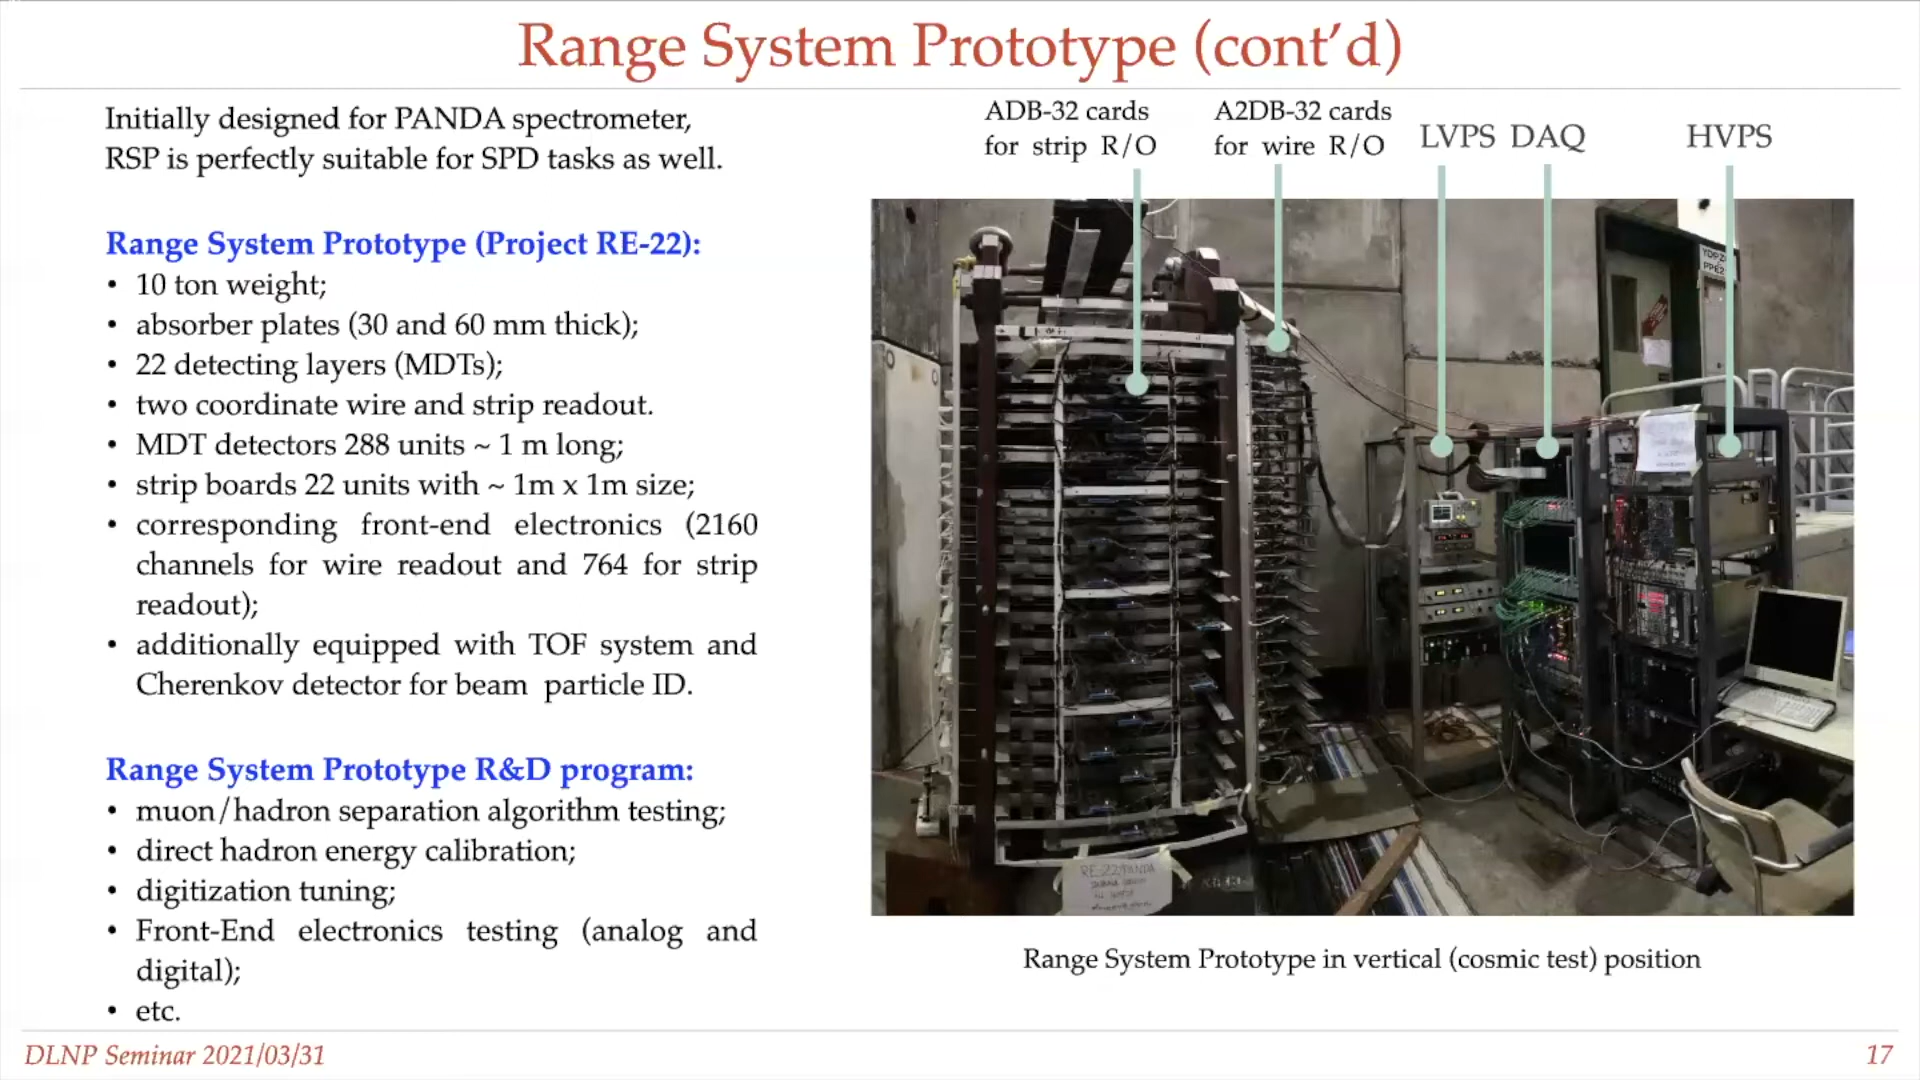 Range System Prototype (cont’d)
Initially designed for PANDA spectrometer,
RSP is perfectly suitable for SPD tasks as well.
Range System Prototype (Project RE-22):
• 10 ton weight;
• absorber plates (30 and 60 mm thick);
• 22 detecting layers (MDTs);
• two coordinate wire and strip readout.
• MDT detectors 288 units ~ 1 m long;
• strip boards 22 units with ~ 1m x 1m size;
• corresponding front-end electronics (2160
channels for wire readout and 764 for strip
readout);
• additionally equipped with TOF system and
Cherenkov detector for beam particle ID.
Range System Prototype R&D program:
• muon/hadron separation algorithm testing;
• direct hadron energy calibration;
• digitization tuning;
• Front-End electronics testing (analog and
digital);
• etc.
ADB-32 cards
for strip R/O
A2DB-32 cards
for wire R/O
LVPS
DAQ
HVPS
RE-22/PANDA
Range System Prototype in vertical (cosmic test) position
DLNP Seminar 2021/03/31
17